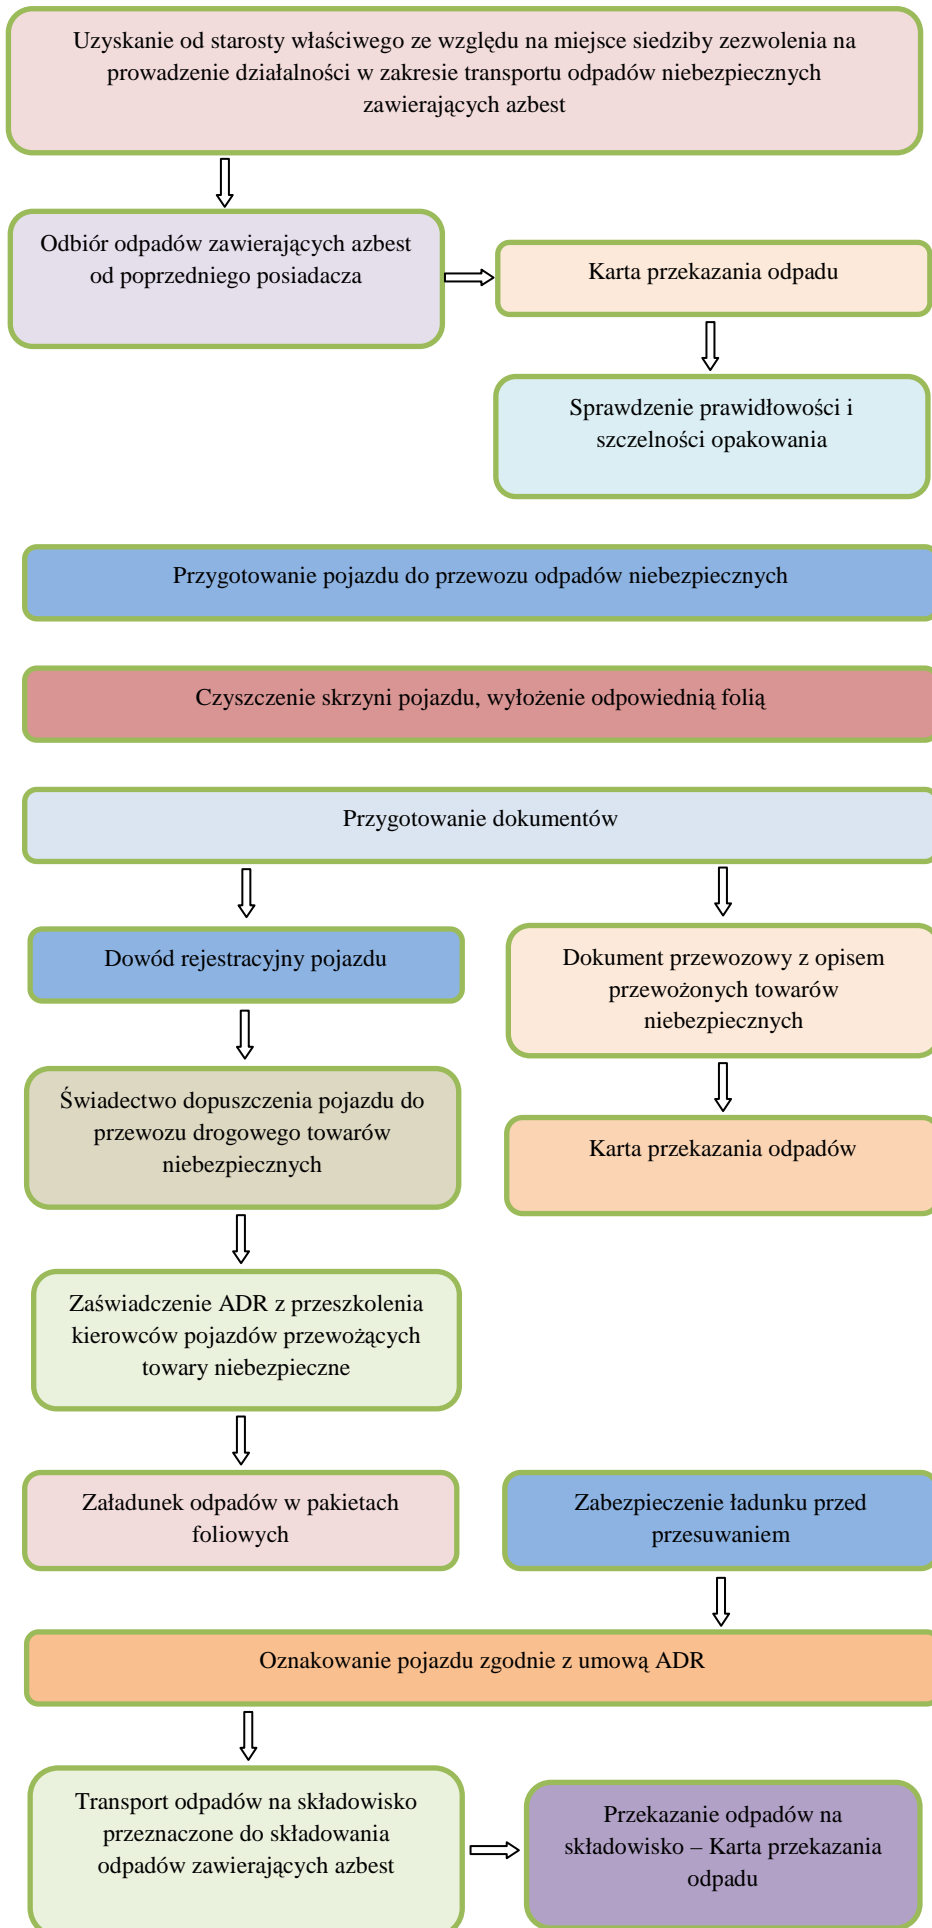 Uzyskanie od starosty właściwego ze względu na miejsce siedziby zezwolenia na
prowadzenie działalności w zakresie transportu odpadów niebezpiecznych
zawierających azbest
Odbiór odpadów zawierających azbest
od poprzedniego posiadacza
Karta przekazania odpadu
Sprawdzenie prawidłowości i
szczelności opakowania
Przygotowanie pojazdu do przewozu odpadów niebezpiecznych
Czyszczenie skrzyni pojazdu, wyłożenie odpowiednią folią
Przygotowanie dokumentów
Dowód rejestracyjny pojazdu
Dokument przewozowy z opisem
przewożonych towarów
niebezpiecznych
Świadectwo dopuszczenia pojazdu do
przewozu drogowego towarów
niebezpiecznych
Karta przekazania odpadów
Zaświadczenie ADR z przeszkolenia
kierowców pojazdów przewożących
towary niebezpieczne
Załadunek odpadów w pakietach
foliowych
Zabezpieczenie ładunku przed
przesuwaniem
Oznakowanie pojazdu zgodnie z umową ADR
Transport odpadów na składowisko
przeznaczone do składowania
odpadów zawierających azbest
Przekazanie odpadów na
składowisko – Karta przekazania
odpadu